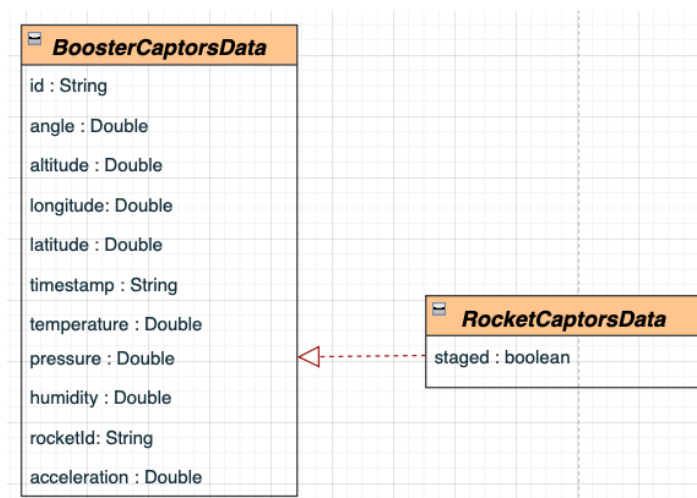 BoosterCaptorsData
id : String
angle : Double
altitude : Double
longitude: Double
latitude : Double
timestamp : String
temperature : Double
pressure : Double
humidity : Double
rocketId: String
acceleration : Double
RocketCaptorsData
staged : boolean